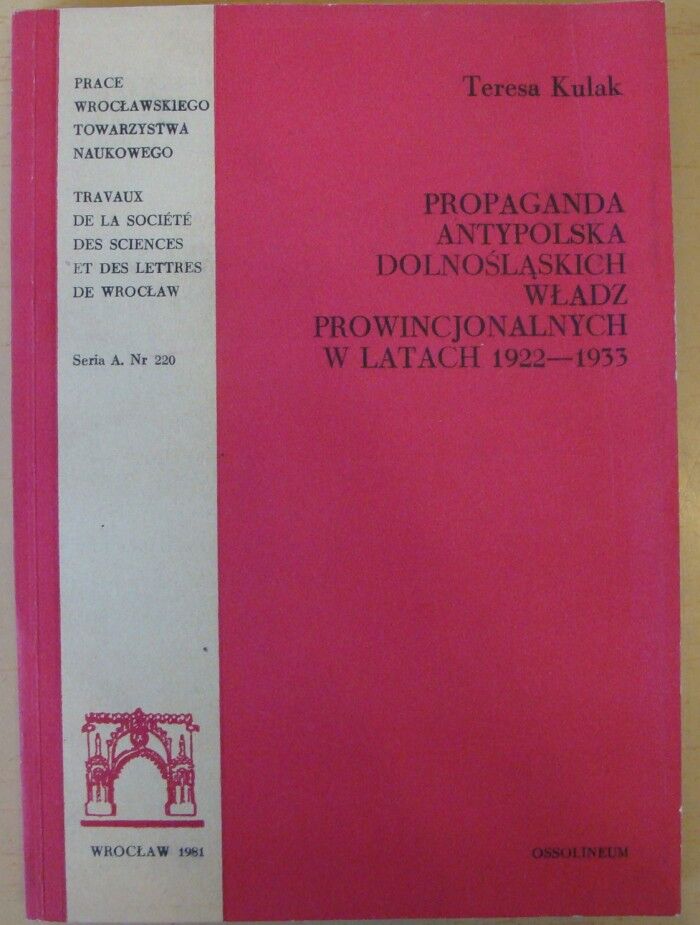 PRACE
WROCŁAWSKIEGO
TOWARZYSTWA
NAUKOWEGO
TRAVAUX
DE LA SOCIÉTÉ
DES SCIENCES
ET DES LETTRES
DE WROCŁAW
Seria A. Nr 220
WROCŁAW 1981
Teresa Kulak
PROPAGANDA
ANTYPOLSKA
DOLNOŚLĄSKICH
WŁADZ
PROWINCJONALNYCH
W LATACH 1922—1933
OSSOLINEUM